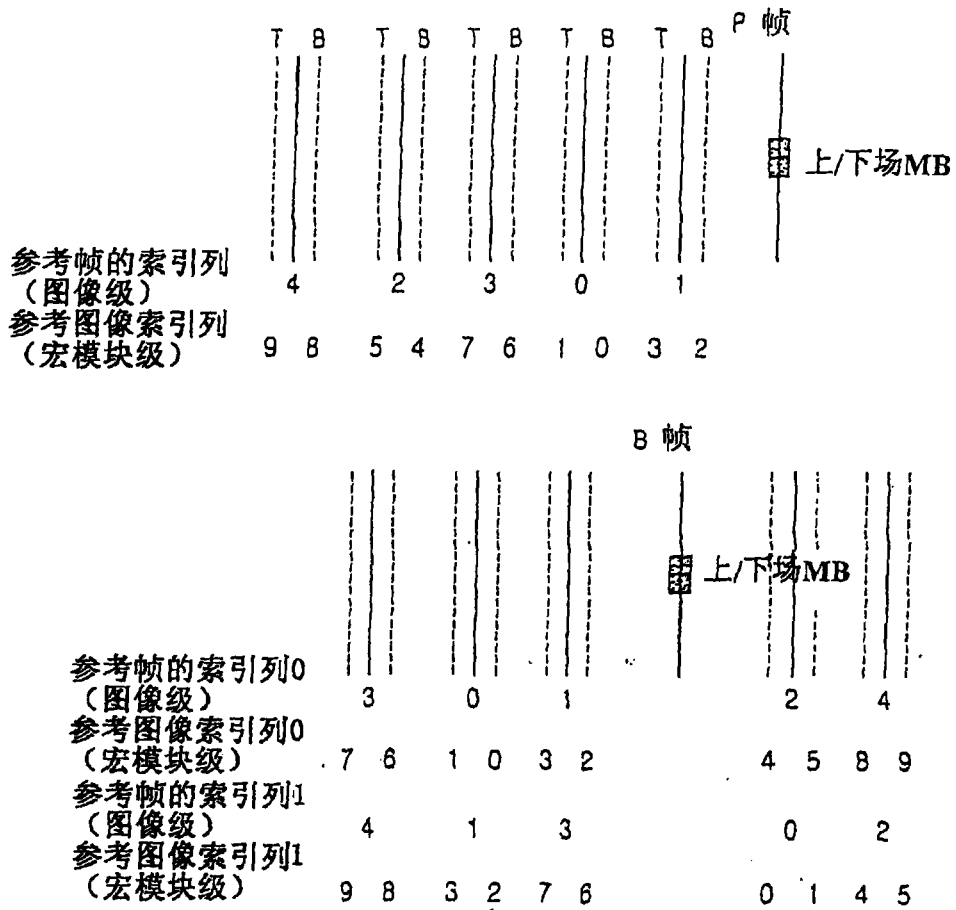 P 帧
T B T B T B T B T B
上/下场MB
参考帧的索引列
（图像级） 4 2 3 0 1
参考图像索引列
（宏模块级） 9 8 5 4 7 6 1 0 3 2
B 帧
上/下场MB
参考帧的索引列0
（图像级） 3 0 1 2 4
参考图像索引列0
（宏模块级） 7 6 1 0 3 2 4 5 8 9
参考帧的索引列1
（图像级） 4 1 3 0 2
参考图像索引列1
（宏模块级） 9 8 3 2 7 6 0 1 4 5